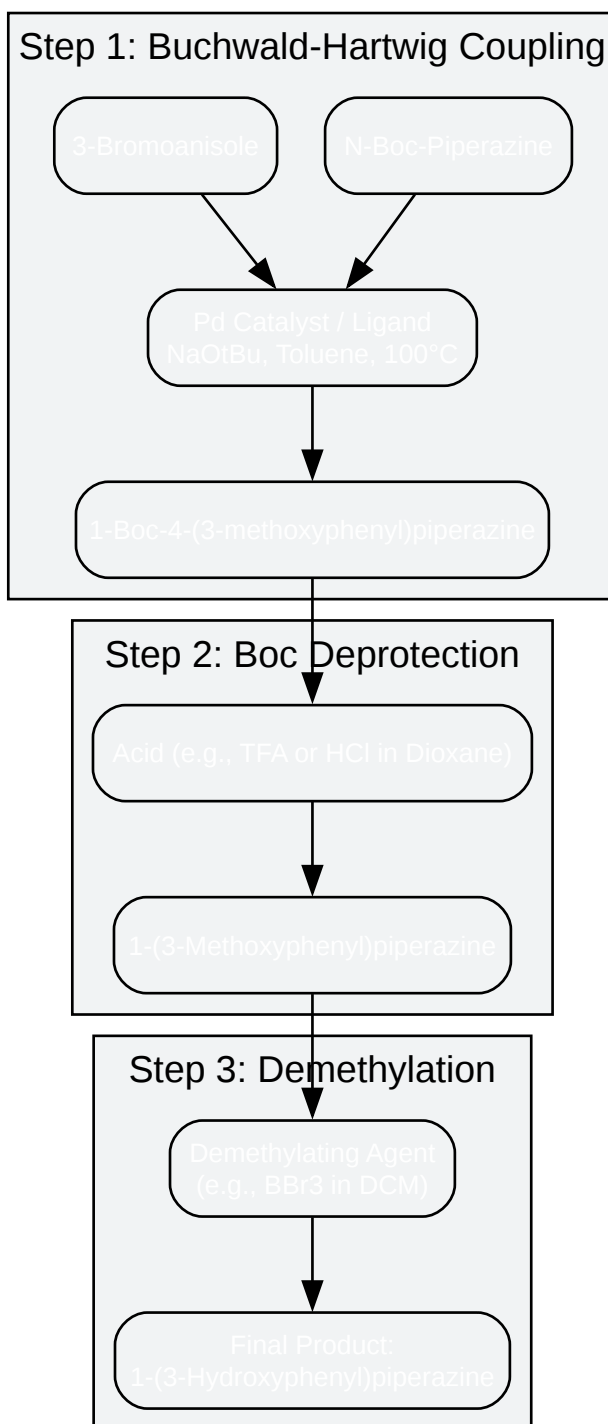 Step 1: Buchwald-Hartwig Coupling
3-Bromoanisole
N-Boc-Piperazine
Pd Catalyst / Ligand
NaOtBu, Toluene, 100°C
1-Boc-4-(3-methoxyphenyl)piperazine
Step 2: Boc Deprotection
Acid (e.g., TFA or HCl in Dioxane)
1-(3-Methoxyphenyl)piperazine
Step 3: Demethylation
Demethylating Agent
(e.g., BBr3 in DCM)
Final Product:
1-(3-Hydroxyphenyl)piperazine